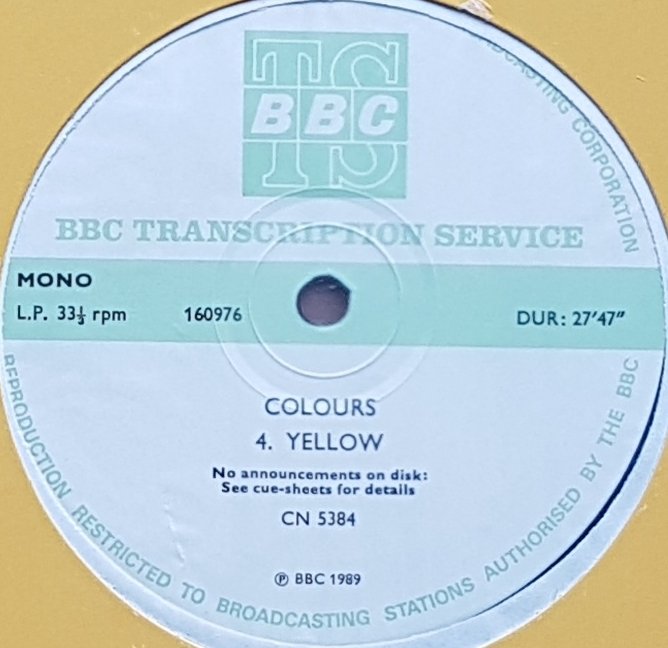 TS
BBC
BBC TRANSCRIPTION SERVICE
MONO
L.P. 33⅓ rpm 160976 DUR: 27'47"
COLOURS
4. YELLOW
No announcements on disk:
See cue-sheets for details
CN 5384
℗ BBC 1989
REPRODUCTION RESTRICTED TO BROADCASTING STATIONS AUTHORISED BY THE BBC
CORPORATION